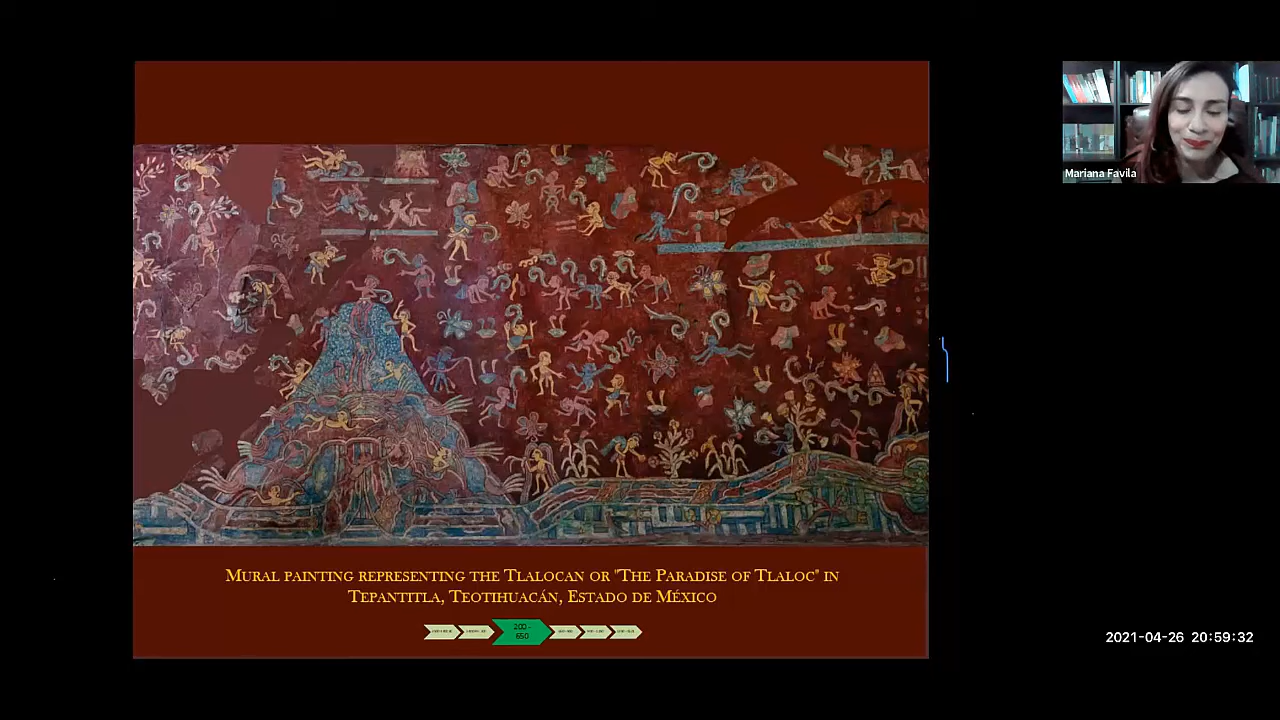 Mariana Favila
MURAL PAINTING REPRESENTING THE TLALOCAN OR "THE PARADISE OF TLALOC" IN
TEPANTITLA, TEOTIHUACÁN, ESTADO DE MÉXICO
200 -
650
2021-04-26 20:59:32